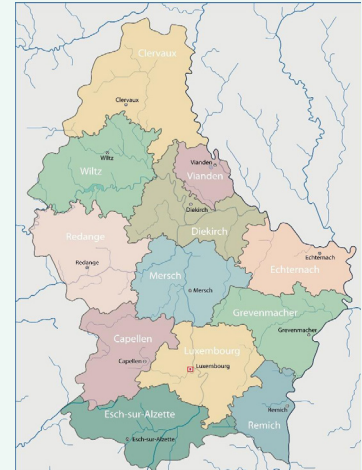 Clervaux
Clervaux
Wiltz
Wiltz
Vianden
Vianden
Diekirch
Diekirch
Redange
Redange
Echternach
Echternach
Mersch
Mersch
Grevenmacher
Grevenmacher
Capellen
Capellen
Luxembourg
Luxembourg
Esch-sur-Alzette
Esch-sur-Alzette
Remich
Remich